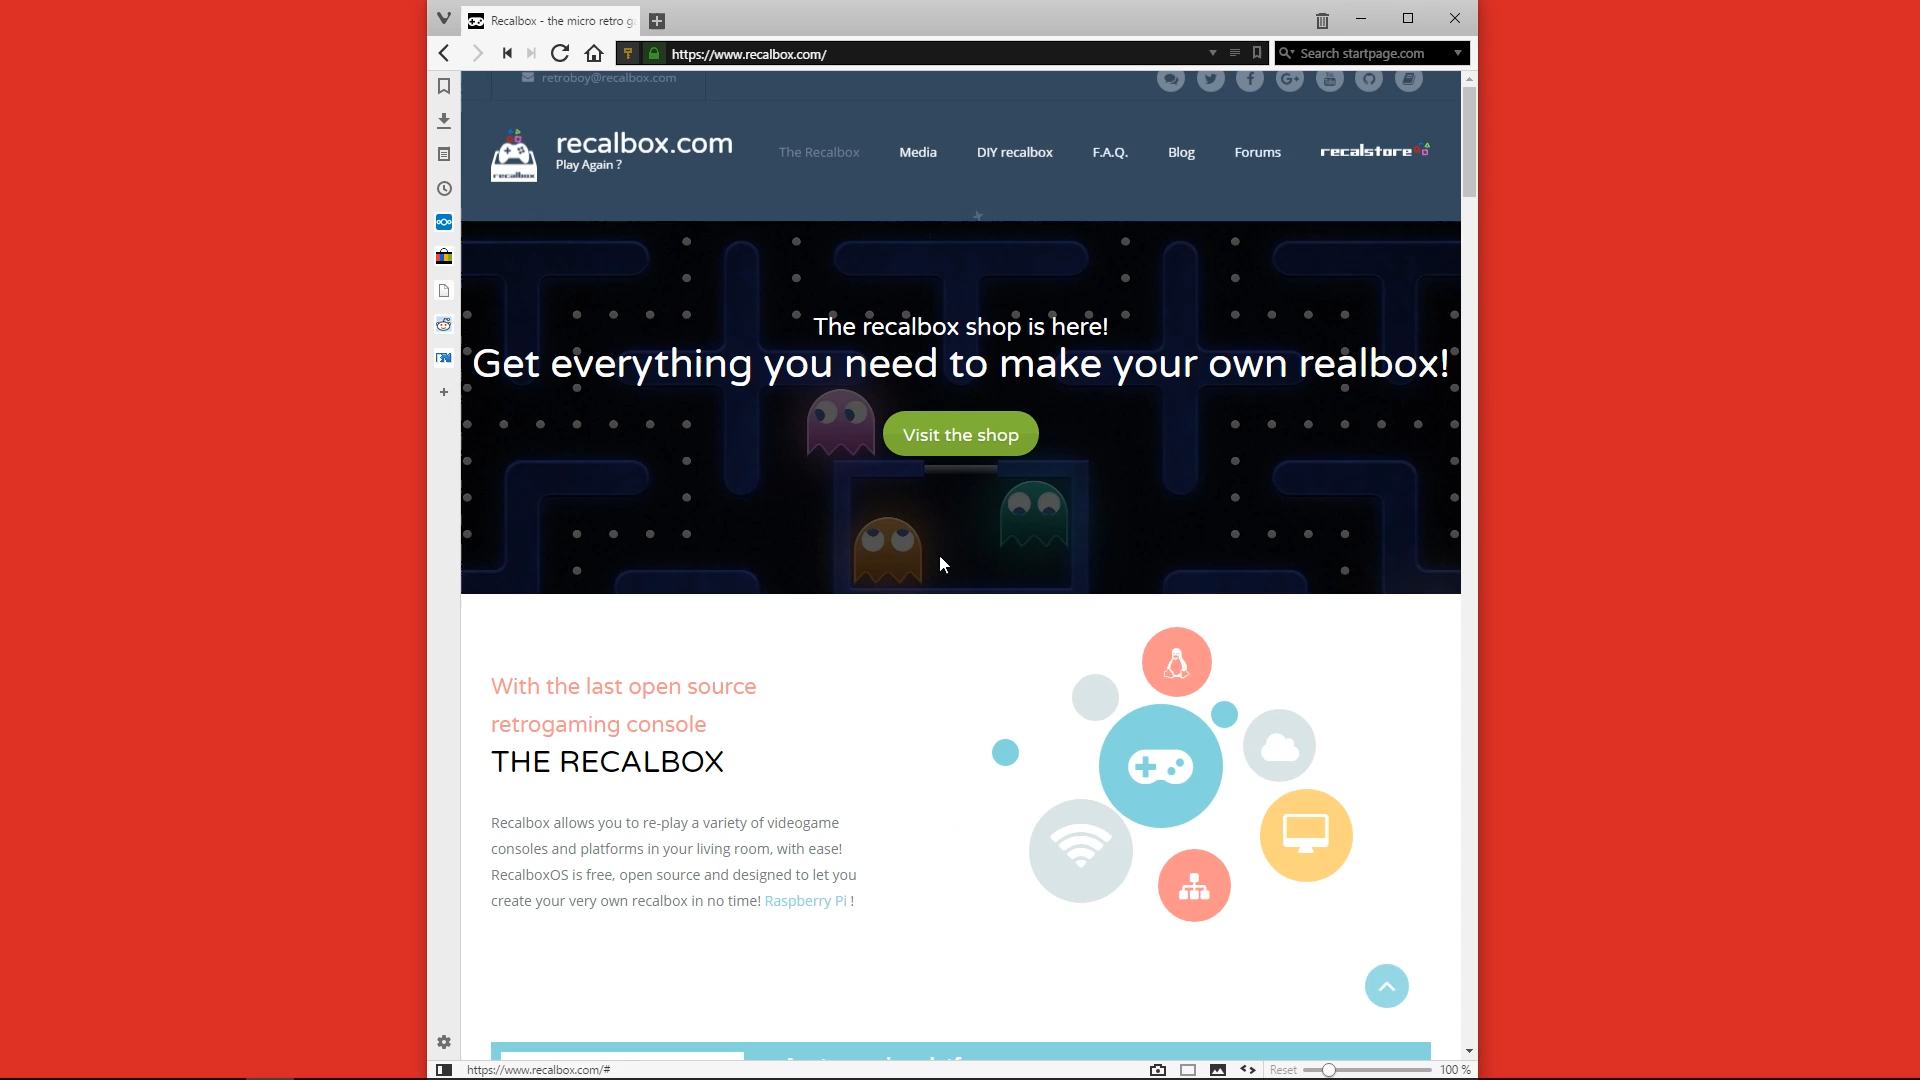 Recalbox - the micro retro g
https://www.recalbox.com/
Search startpage.com
retroboy@recalbox.com
recalbox.com
Play Again ?
recalbox
The Recalbox
Media
DIY recalbox
F.A.Q.
Blog
Forums
recalstore
The recalbox shop is here!
Get everything you need to make your own realbox!
Visit the shop
With the last open source
retrogaming console
THE RECALBOX
Recalbox allows you to re-play a variety of videogame
consoles and platforms in your living room, with ease!
RecalboxOS is free, open source and designed to let you
create your very own recalbox in no time! Raspberry Pi !
https://www.recalbox.com/#
Reset
100 %